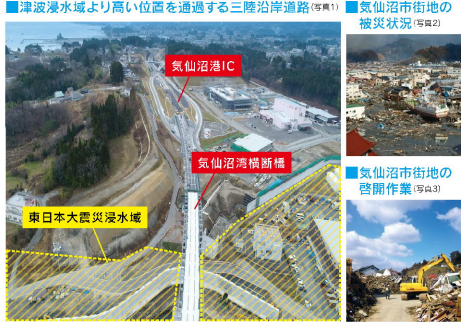 ■津波浸水域より高い位置を通過する三陸沿岸道路(写真1)
気仙沼港IC
気仙沼湾横断橋
東日本大震災浸水域
■気仙沼市街地の
被災状況(写真2)
■気仙沼市街地の
啓開作業(写真3)